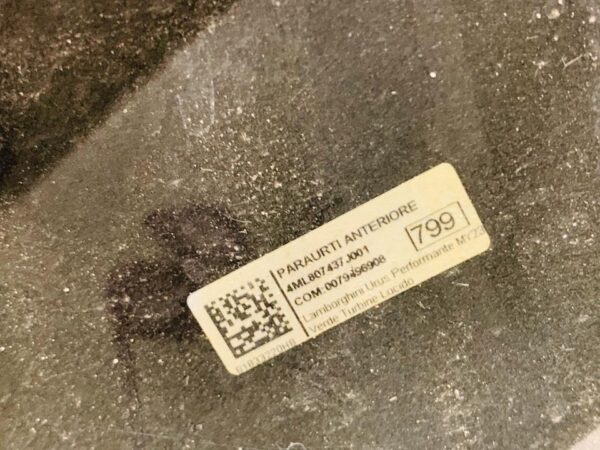 PARAURTI ANTERIORE
4ML807437J001
799
COM:0079496908
Lamborghini Urus Performante MY23
Verde Turbine Lucido